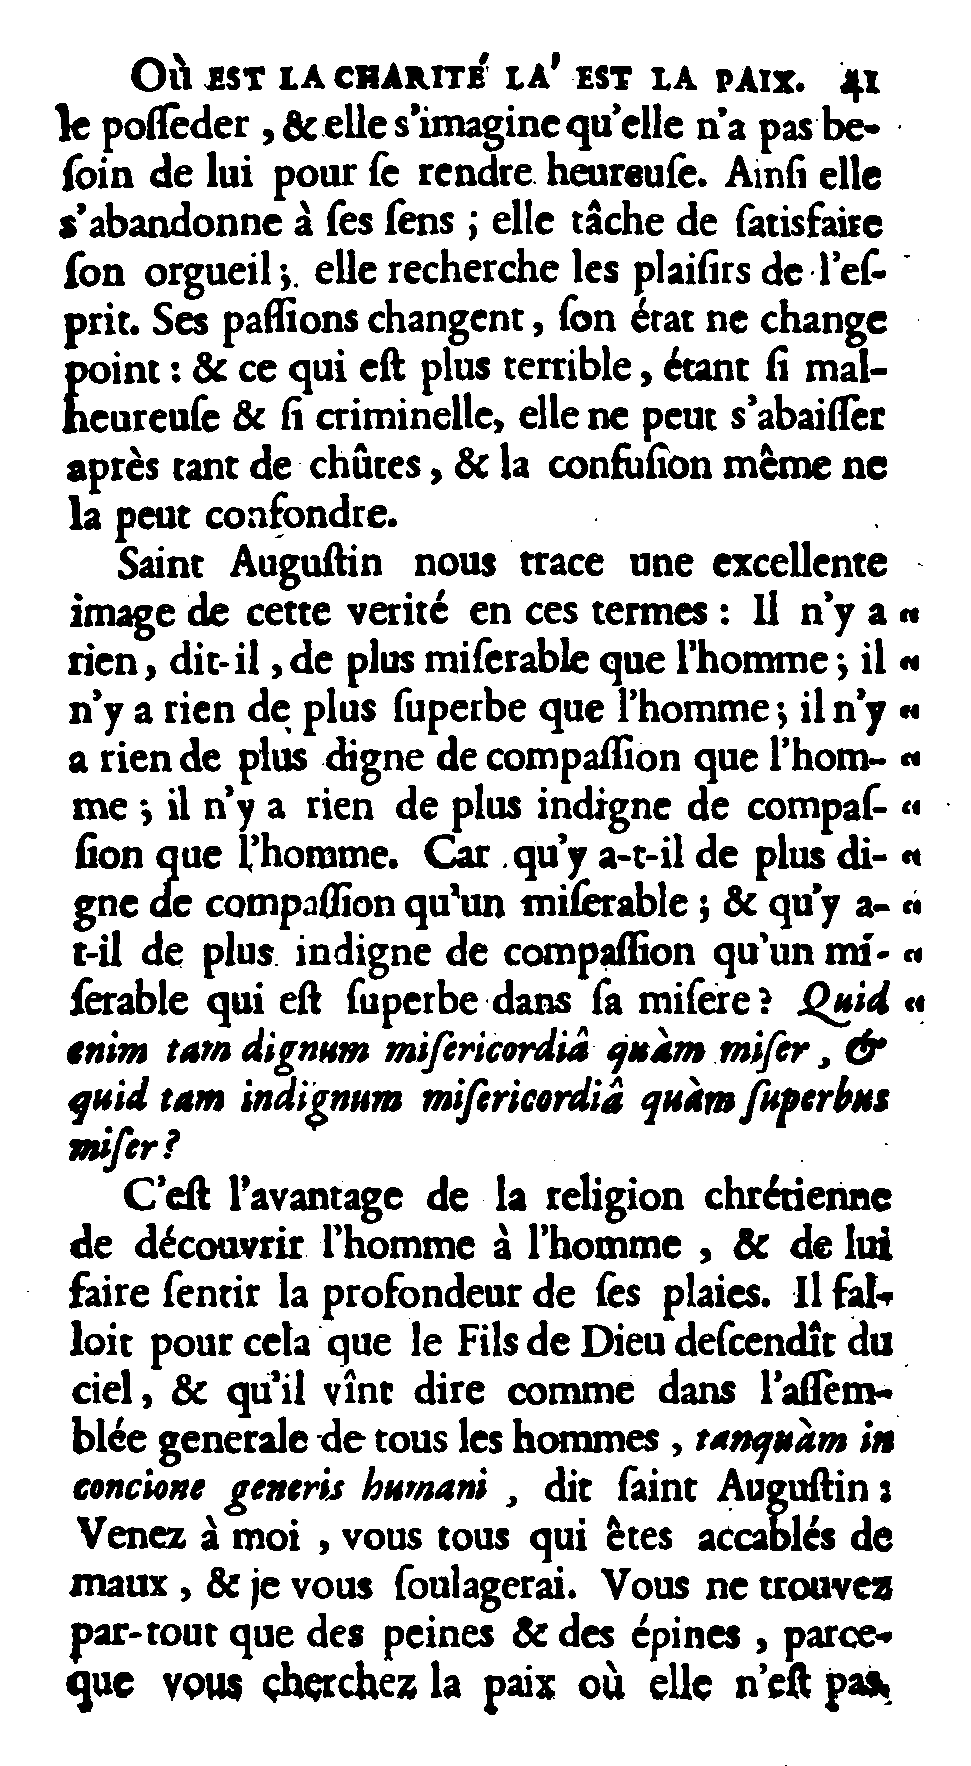 Où EST LA CHARITÉ LA' EST LA PAIX. 41
le poſſeder, & elle s'imagine qu'elle n'a pas be-
ſoin de lui pour ſe rendre heureuſe. Ainſi elle
s'abandonne à ſes ſens ; elle tâche de ſatisfaire
ſon orgueil ; elle recherche les plaiſirs de l'eſ-
prit. Ses paſſions changent, ſon état ne change
point : & ce qui eſt plus terrible, étant ſi mal-
heureuſe & ſi criminelle, elle ne peut s'abaiſſer
après tant de chûtes, & la confuſion même ne
la peut confondre.
Saint Auguſtin nous trace une excellente
image de cette verité en ces termes : Il n'y a “
rien, dit-il, de plus miſerable que l'homme ; il “
n'y a rien de plus ſuperbe que l'homme ; il n'y “
a rien de plus digne de compaſſion que l'hom- “
me ; il n'y a rien de plus indigne de compaſ- “
ſion que l'homme. Car qu'y a-t-il de plus di- “
gne de compaſſion qu'un miſerable ; & qu'y a- “
t-il de plus indigne de compaſſion qu'un mi- “
ſerable qui eſt ſuperbe dans ſa miſere ? Quid “
enim tam dignum miſericordiâ quàm miſer, &
quid tam indignum miſericordiâ quàm ſuperbus
miſer ?
C'eſt l'avantage de la religion chrétienne
de découvrir l'homme à l'homme, & de lui
faire ſentir la profondeur de ſes plaies. Il fal-
loit pour cela que le Fils de Dieu deſcendît du
ciel, & qu'il vînt dire comme dans l'aſſem-
blée generale de tous les hommes, tanquàm in
concione generis humani, dit ſaint Auguſtin :
Venez à moi, vous tous qui êtes accablés de
maux, & je vous ſoulagerai. Vous ne trouvez
par-tout que des peines & des épines, parce-
que vous cherchez la paix où elle n'eſt pas,